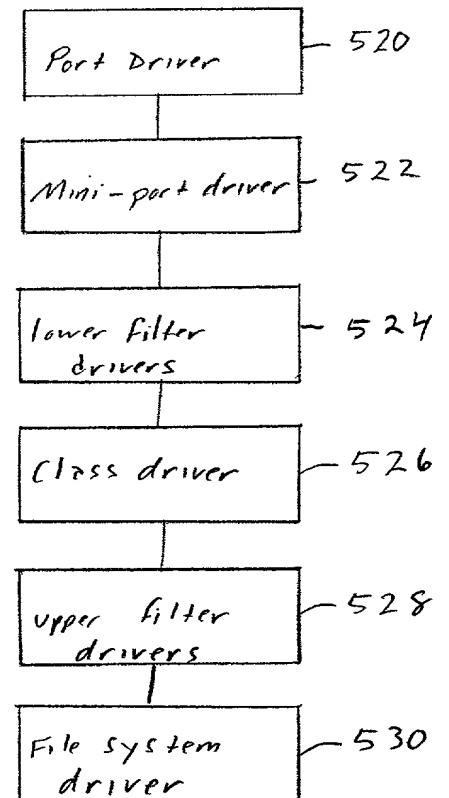 Port Driver
520
Mini-port driver
522
lower filter
drivers
524
Class driver
526
upper filter
drivers
528
File system
driver
530